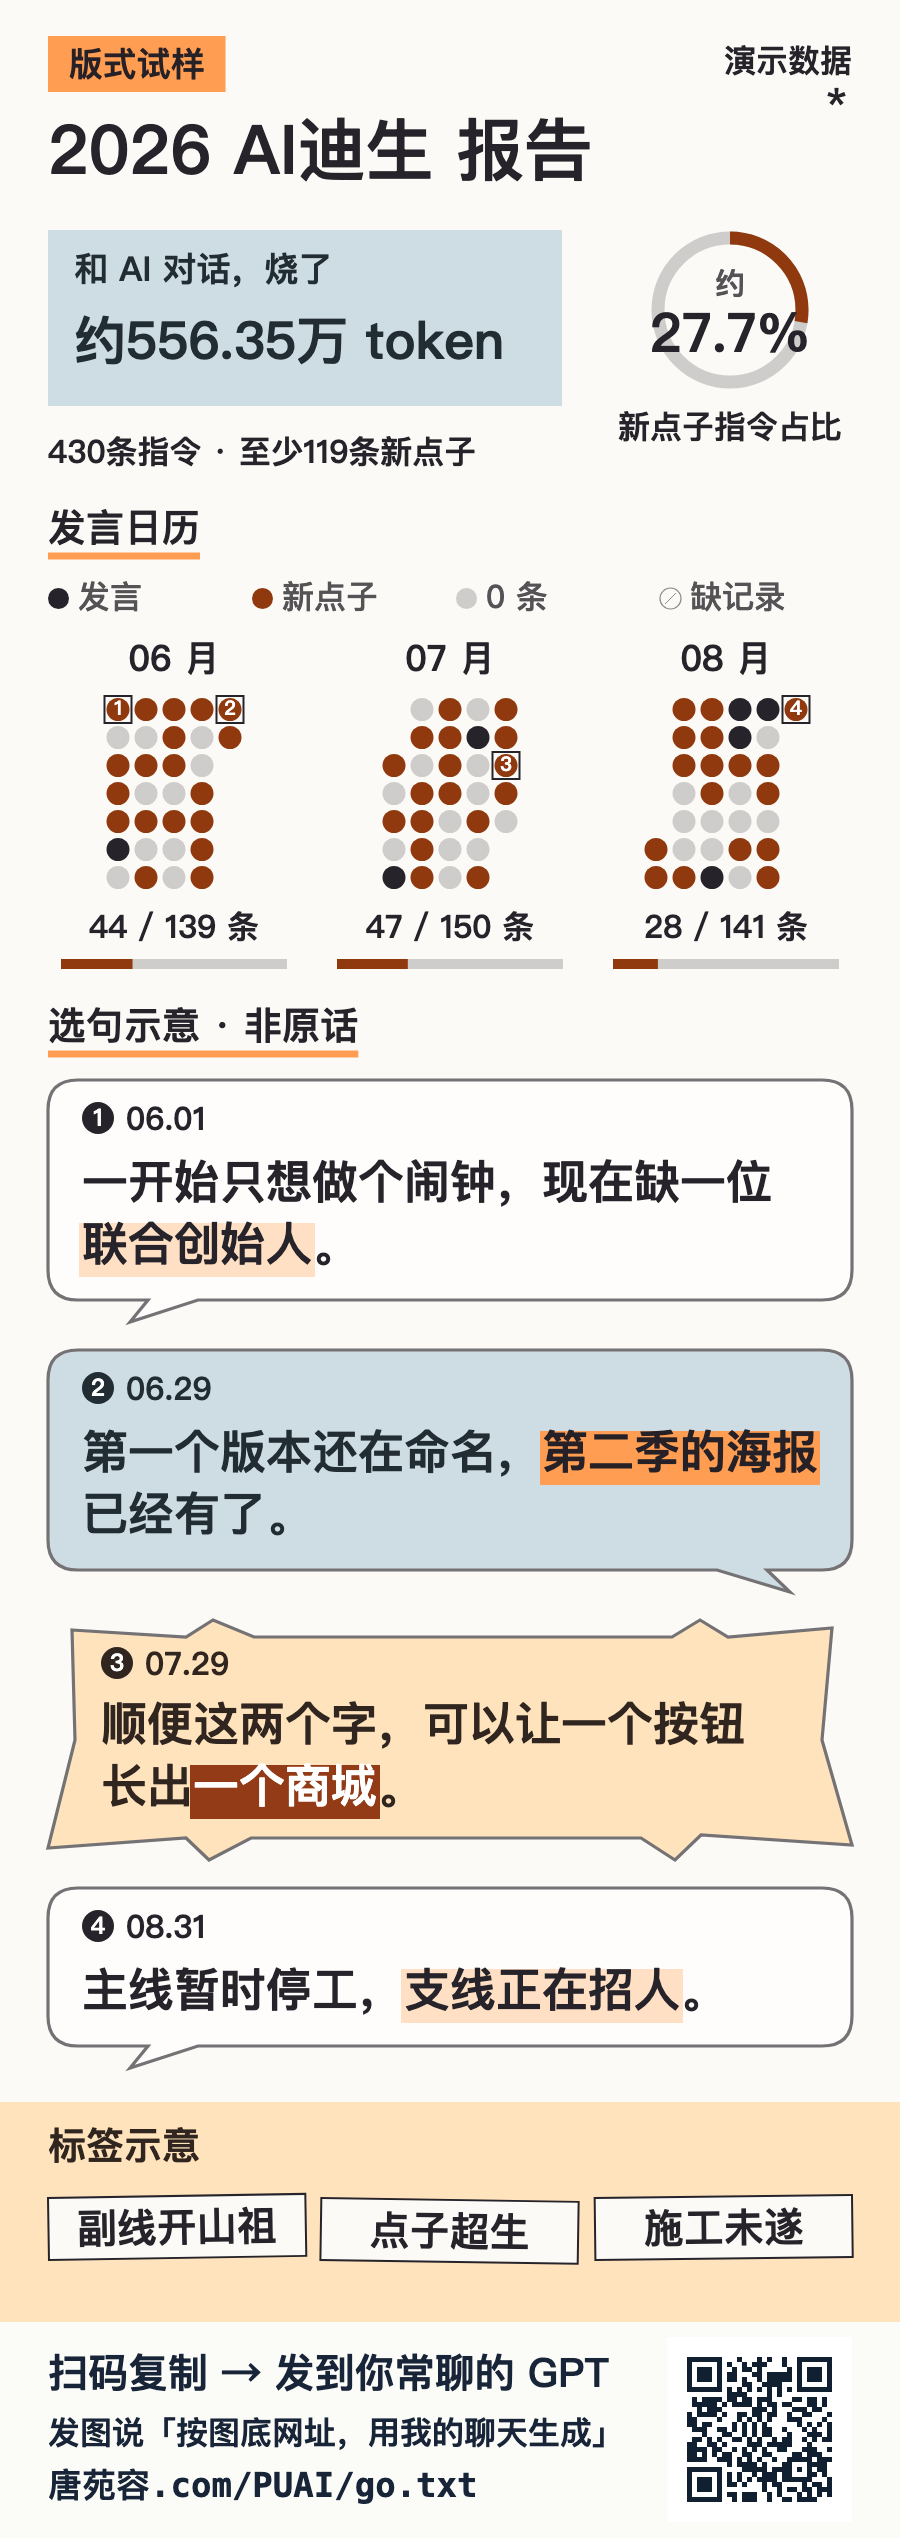 版式试样
演示数据
*
2026 AI迪生 报告
和 AI 对话，烧了
约556.35万 token
约
27.7%
新点子指令占比
430条指令 · 至少119条新点子
发言日历
发言 新点子 0 条 缺记录
06 月 07 月 08 月
1 2 4
3
44 / 139 条 47 / 150 条 28 / 141 条
选句示意 · 非原话
1 06.01
一开始只想做个闹钟，现在缺一位
联合创始人。
2 06.29
第一个版本还在命名，第二季的海报
已经有了。
3 07.29
顺便这两个字，可以让一个按钮
长出一个商城。
4 08.31
主线暂时停工，支线正在招人。
标签示意
副线开山祖 点子超生 施工未遂
扫码复制 → 发到你常聊的 GPT
发图说「按图底网址，用我的聊天生成」
唐苑容.com/PUAI/go.txt